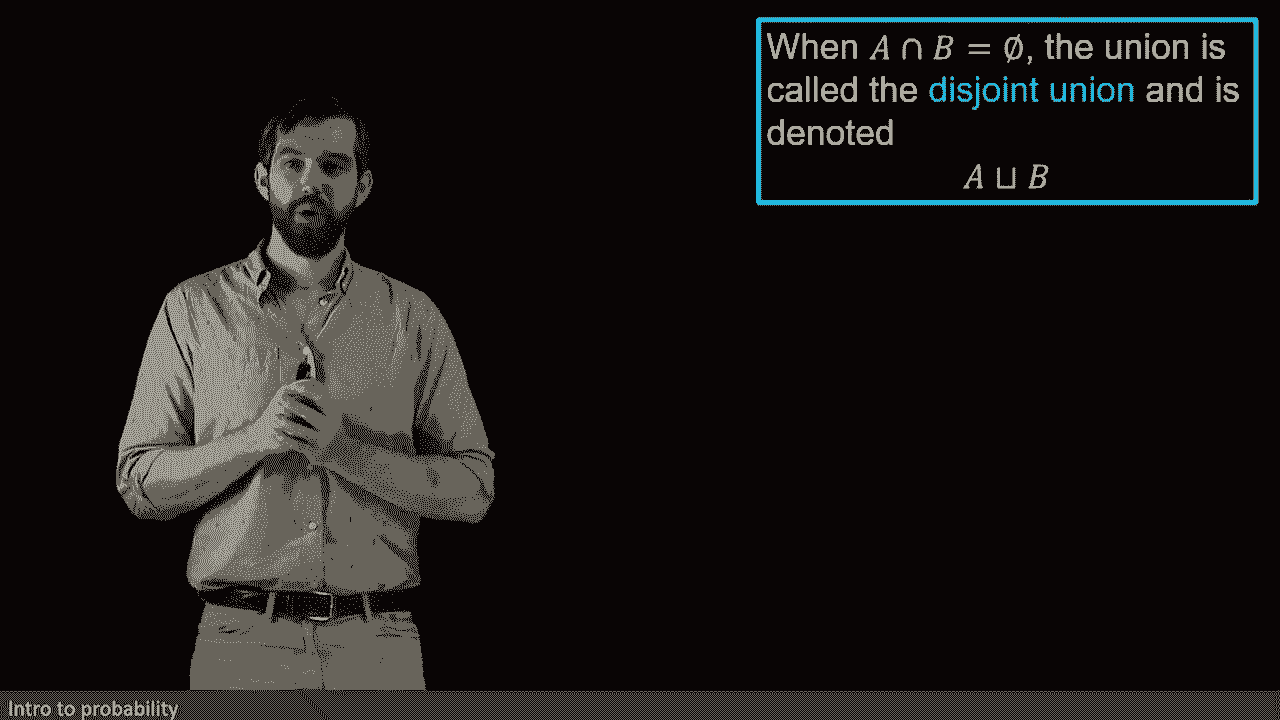 When A ∩ B = ∅, the union is
called the disjoint union and is
denoted
A ⊔ B
Intro to probability